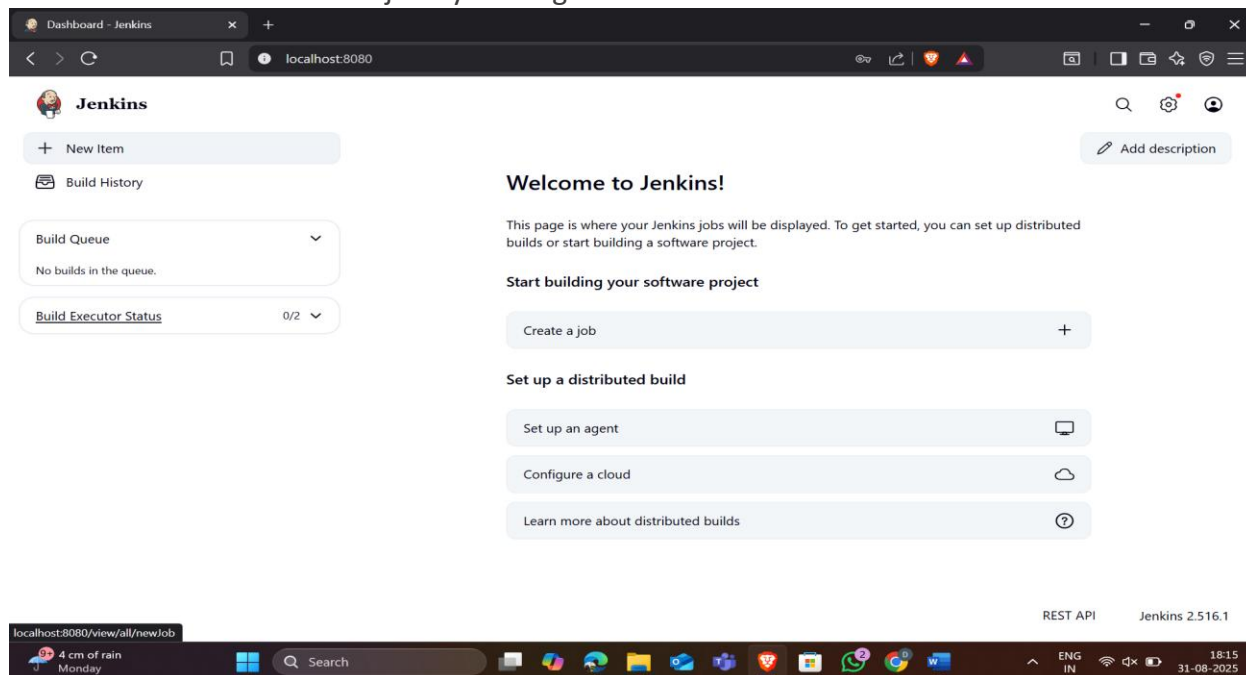 Dashboard - Jenkins
localhost:8080
Jenkins
New Item
Add description
Build History
Welcome to Jenkins!
This page is where your Jenkins jobs will be displayed. To get started, you can set up distributed
builds or start building a software project.
Build Queue
No builds in the queue.
Start building your software project
Build Executor Status 0/2
Create a job
Set up a distributed build
Set up an agent
Configure a cloud
Learn more about distributed builds
REST API Jenkins 2.516.1
localhost:8080/view/all/newJob
9+ 4 cm of rain
Monday
Search
2
ENG
IN
18:15
31-08-2025